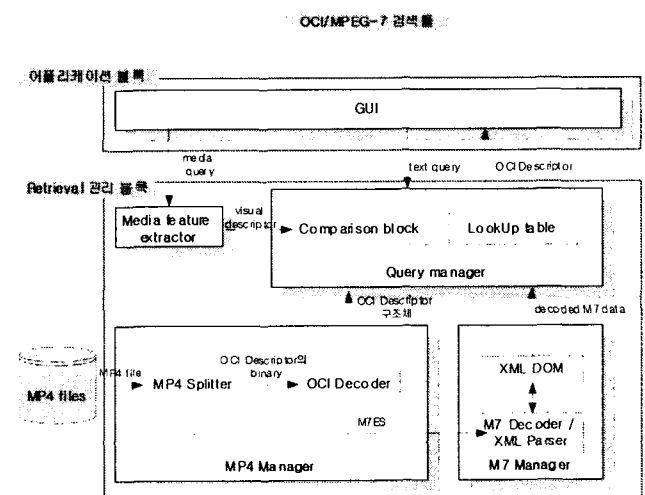 OCI/MPEG-7 검색 툴
어플리케이션 블록
GUI
media
query
text query
OCI Descriptor
Retrieval 관리 블록
Media feature
extractor
visual
descriptor
Comparison block
LookUp table
Query manager
OCI Descriptor
구조체
decoded M7 data
MP4 files
MP4 file
MP4 Splitter
OCI Descriptor의
binary
OCI Decoder
M7ES
MP4 Manager
XML DOM
M7 Decoder /
XML Parser
M7 Manager